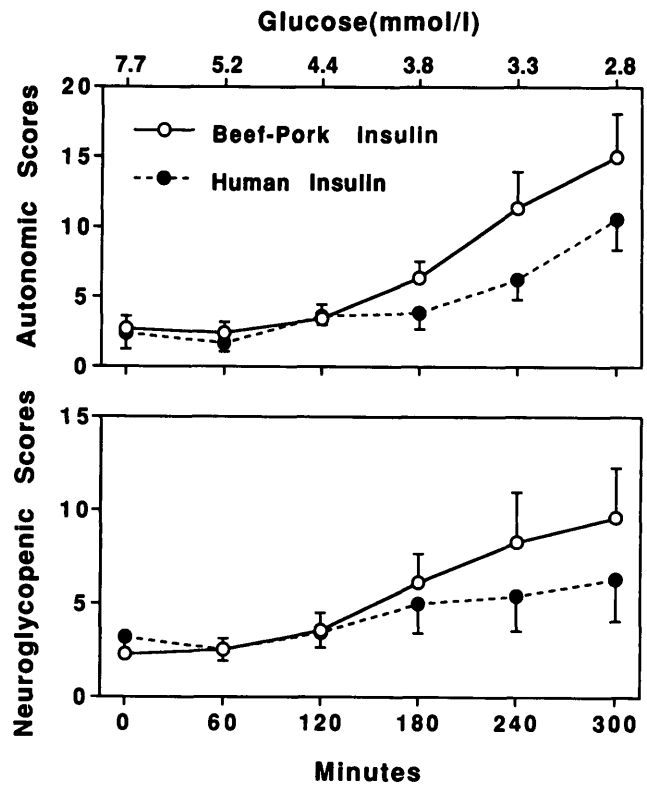 Glucose(mmol/l)
7.7 5.2 4.4 3.8 3.3 2.8
20
15
10
5
0
Autonomic Scores
Beef-Pork Insulin
Human Insulin
15
10
5
0
Neuroglycopenic Scores
0 60 120 180 240 300
Minutes